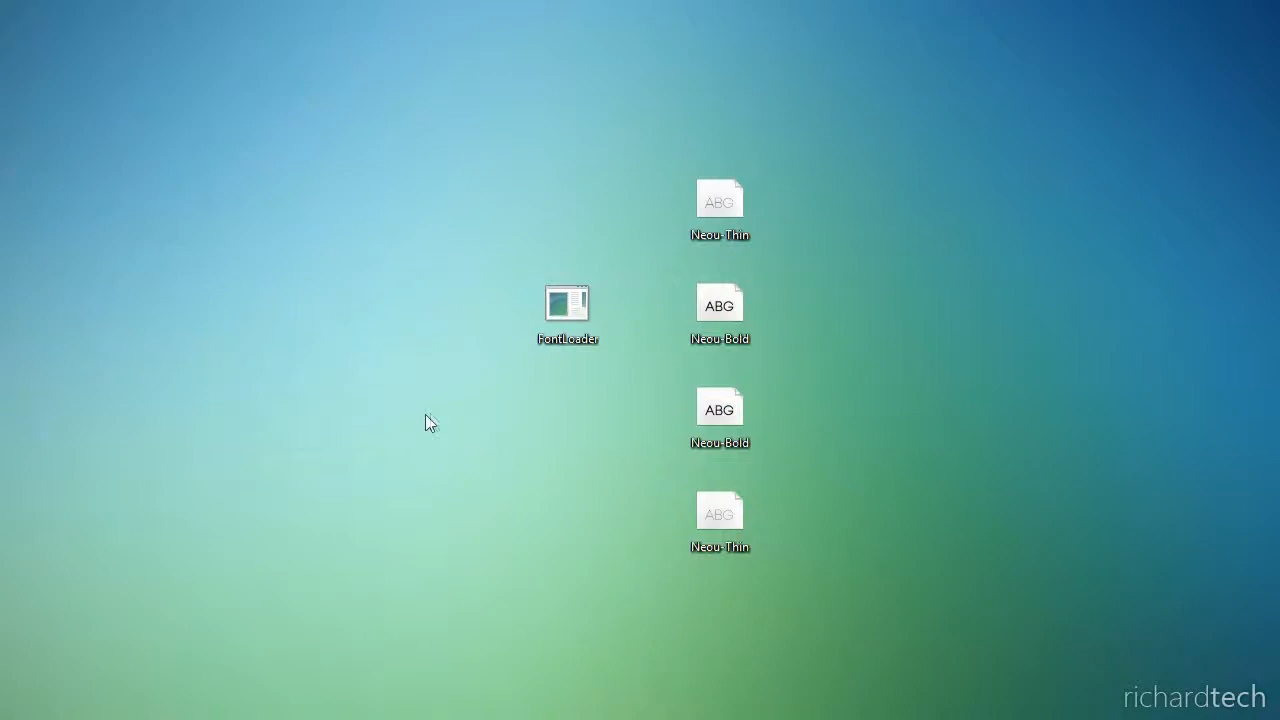 ABG
Neou-Thin
FontLoader
ABG
Neou-Bold
ABG
Neou-Bold
ABG
Neou-Thin
richardtech